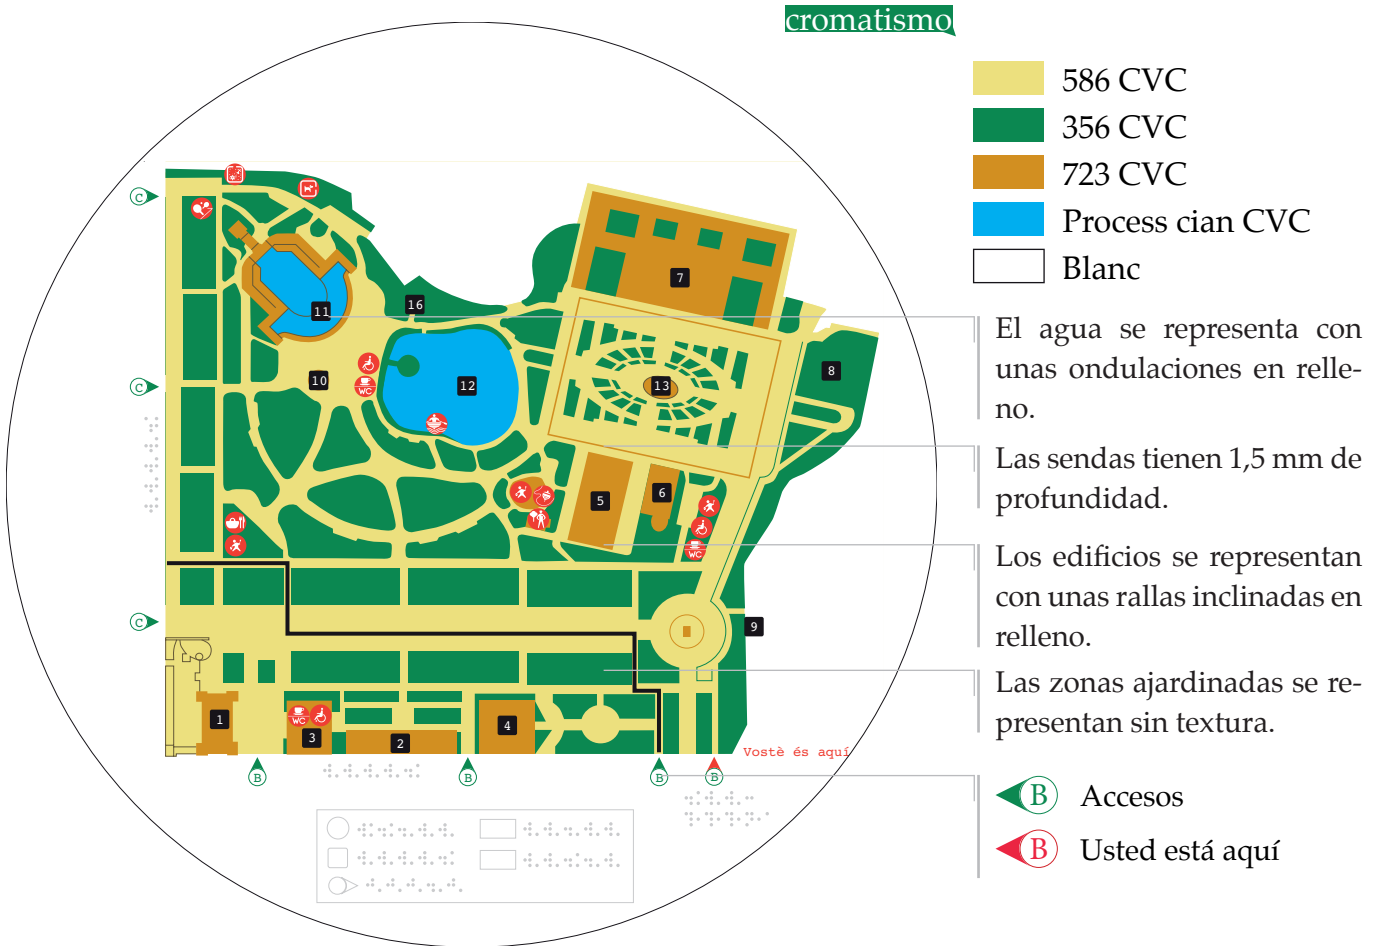 cromatismo
586 CVC
356 CVC
723 CVC
Process cian CVC
Blanc
El agua se representa con
unas ondulaciones en relle-
no.
Las sendas tienen 1,5 mm de
profundidad.
Los edificios se representan
con unas rallas inclinadas en
relleno.
Las zonas ajardinadas se re-
presentan sin textura.
B Accesos
B Usted está aquí
C
C
C
7
16
11
8
10
12
13
WC
5
6
WC
9
1
WC
3
2
4
Vostè és aquí
B
B
B
B